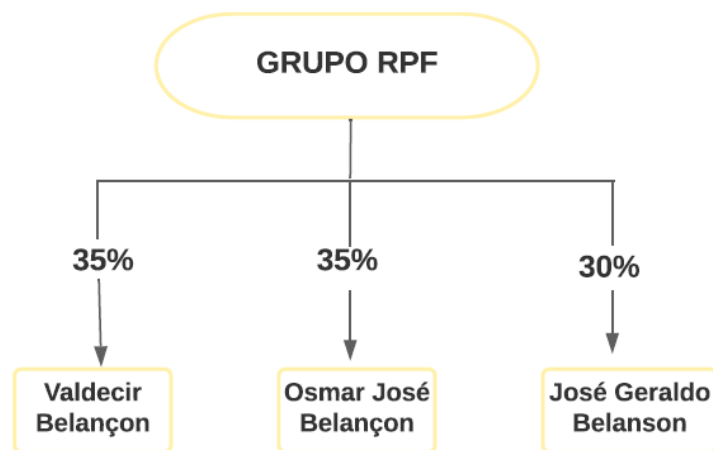 GRUPO RPF
35%
35%
30%
Valdecir
Belançon
Osmar José
Belançon
José Geraldo
Belanson